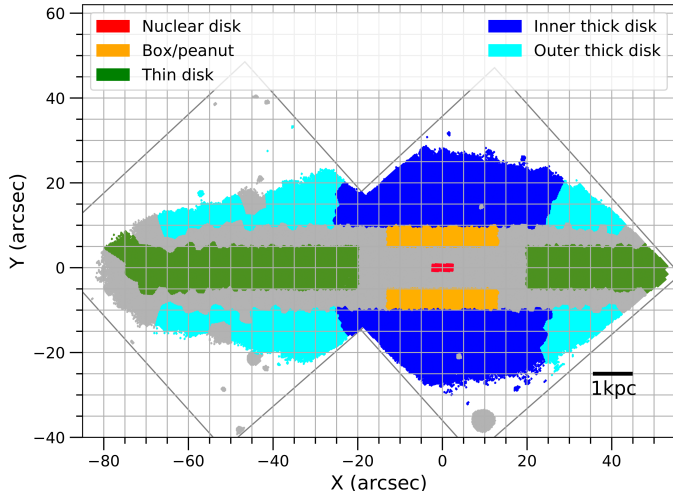 Nuclear disk
Box/peanut
Thin disk
Inner thick disk
Outer thick disk
60
40
20
0
−20
−40
Y (arcsec)
1kpc
−80 −60 −40 −20 0 20 40
X (arcsec)